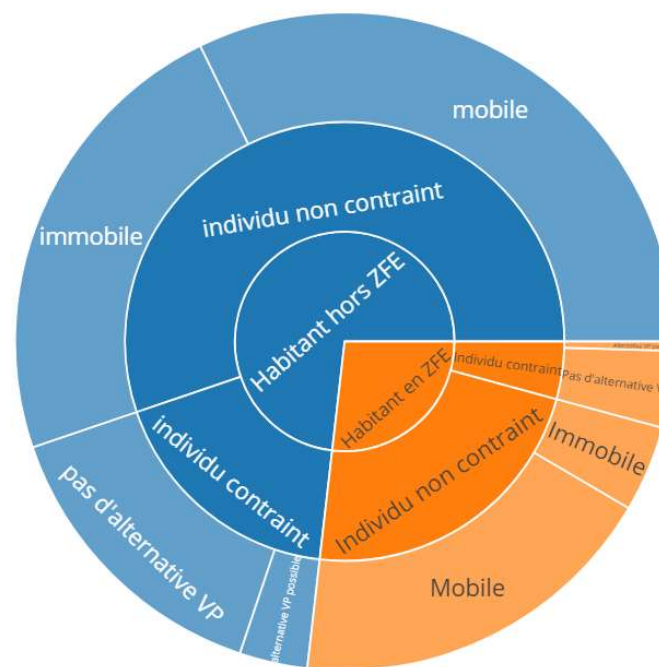 mobile
individu non contraint
immobile
Habitant hors ZFE
individu contraint
pas d'alternative VP
alternative VP possible
Habitant en ZFE
individu contraint
Pas d'alternative V
Individu non contraint
Immobile
Mobile